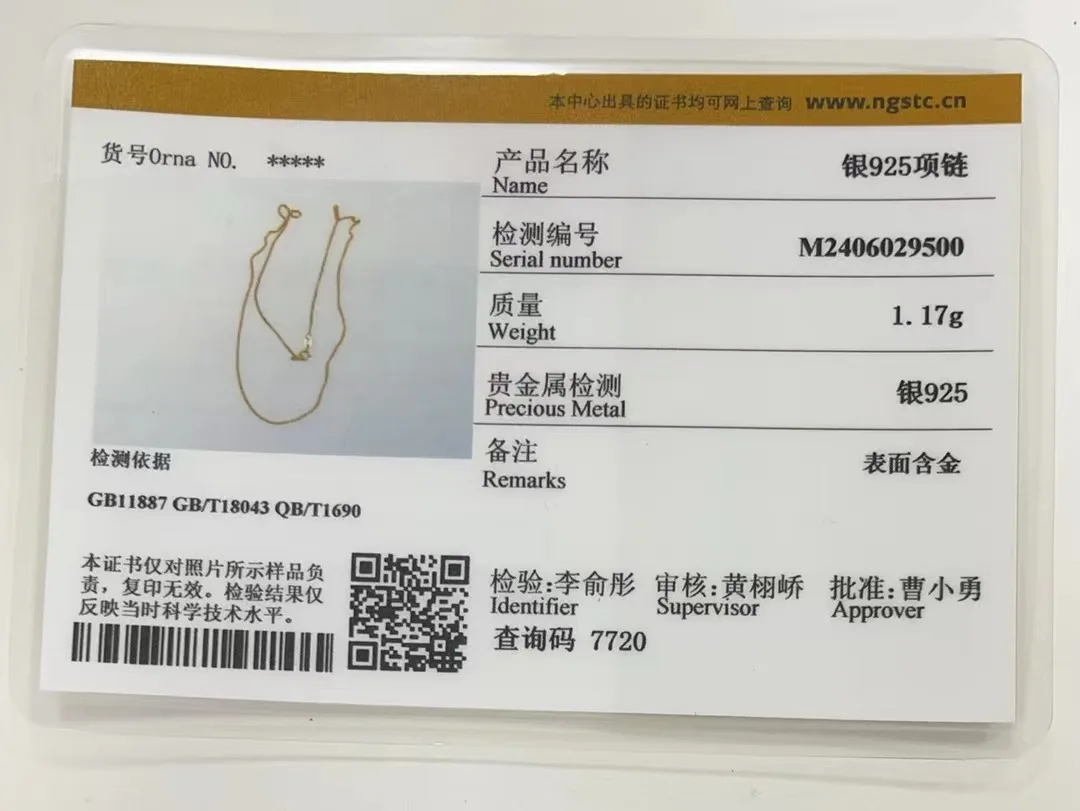 本中心出具的证书均可网上查询 www.ngstc.cn
货号Orna NO. *****
产品名称 银925项链
Name
检测编号
Serial number M2406029500
质量 1.17g
Weight
贵金属检测 银925
Precious Metal
备注 表面含金
Remarks
检测依据
GB11887 GB/T18043 QB/T1690
本证书仅对照片所示样品负
责，复印无效。检验结果仅
反映当时科学技术水平。
检验:李俞彤 审核:黄栩峤 批准:曹小勇
Identifier Supervisor Approver
查询码 7720